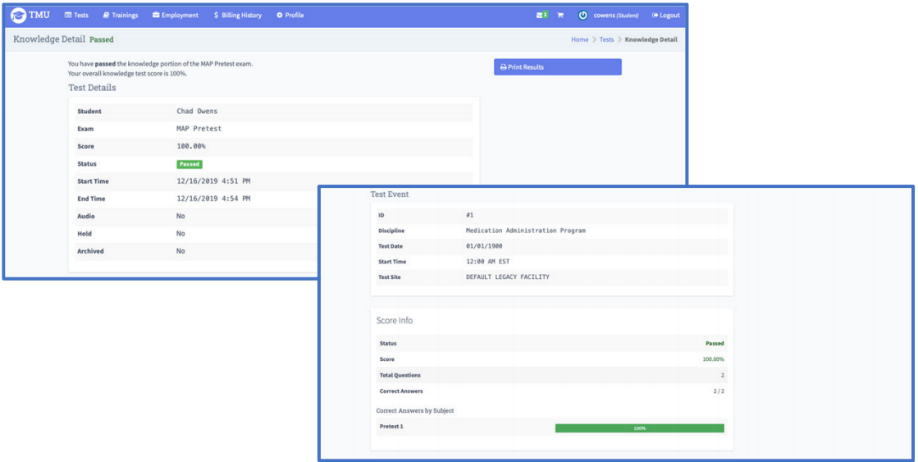 TMU Tests Trainings Employment $ Billing History Profile 1 cowens (Student) Logout
Knowledge Detail Passed Home > Tests > Knowledge Detail
You have passed the knowledge portion of the MAP Pretest exam.
Your overall knowledge test score is 100%.
Print Results
Test Details
Student Chad Owens
Exam MAP Pretest
Score 100.00%
Status Passed
Start Time 12/16/2019 4:51 PM
End Time 12/16/2019 4:54 PM
Audio No
Held No
Archived No
Test Event
ID #1
Discipline Medication Administration Program
Test Date 01/01/1900
Start Time 12:00 AM EST
Test Site DEFAULT LEGACY FACILITY
Score Info
Status Passed
Score 100.00%
Total Questions 2
Correct Answers 2 / 2
Correct Answers by Subject
Pretest 1 100%